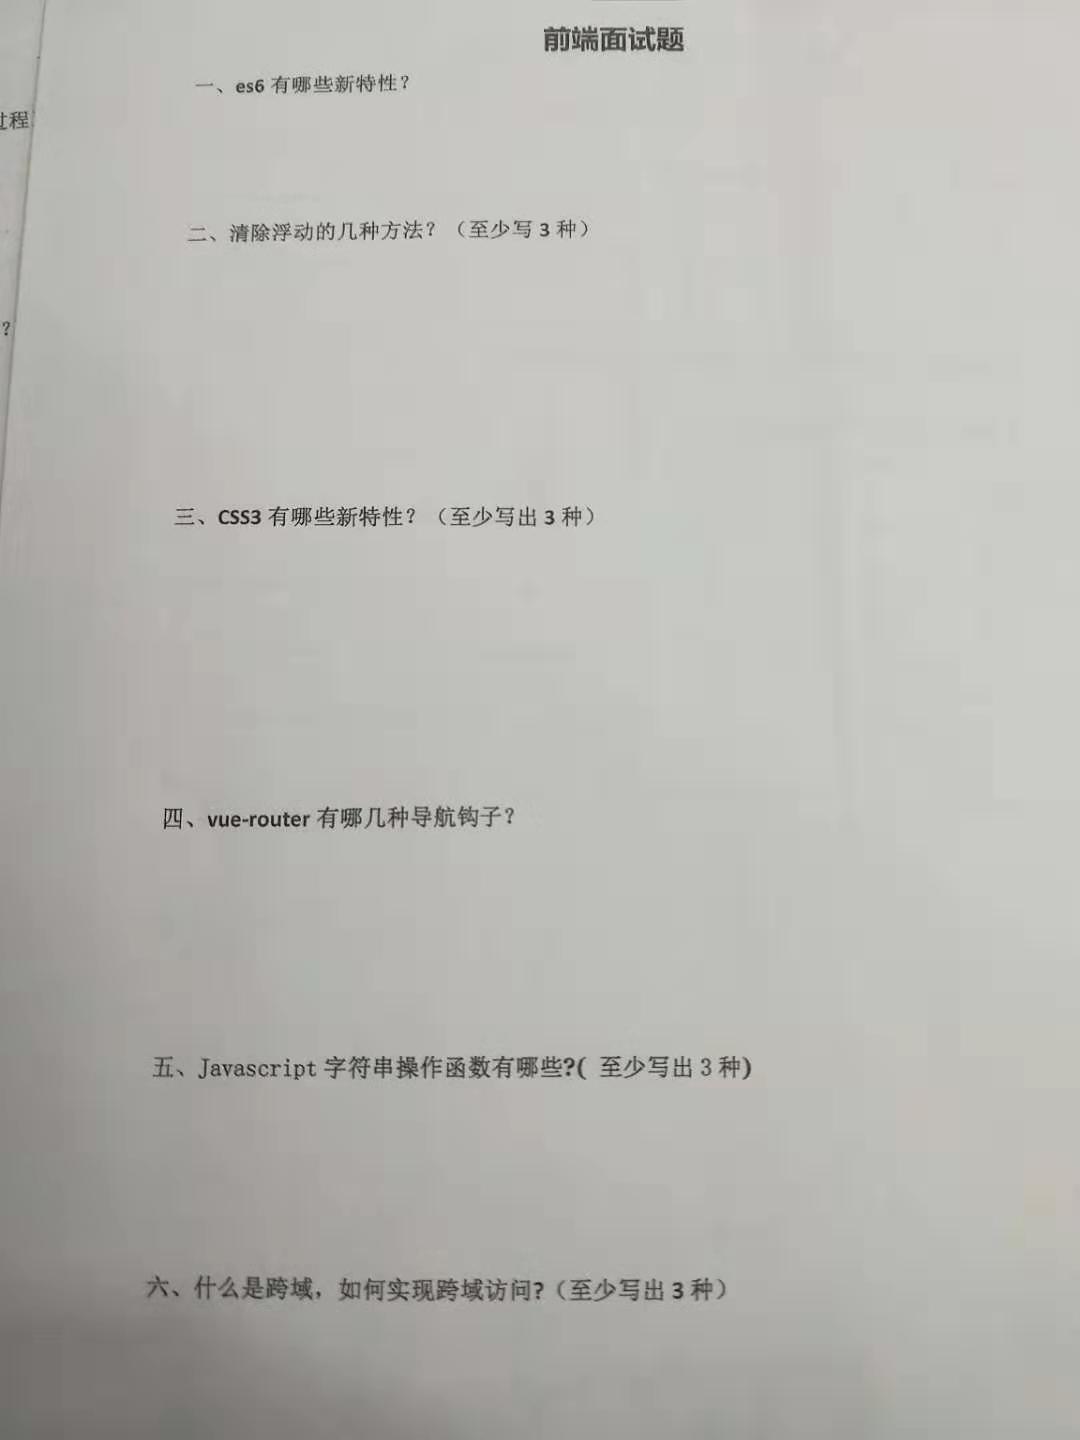 前端面试题
一、es6 有哪些新特性？
过程
二、清除浮动的几种方法？（至少写 3 种）
？
三、CSS3 有哪些新特性？（至少写出 3 种）
四、vue-router 有哪几种导航钩子？
五、Javascript 字符串操作函数有哪些?( 至少写出 3 种)
六、什么是跨域，如何实现跨域访问?（至少写出 3 种）